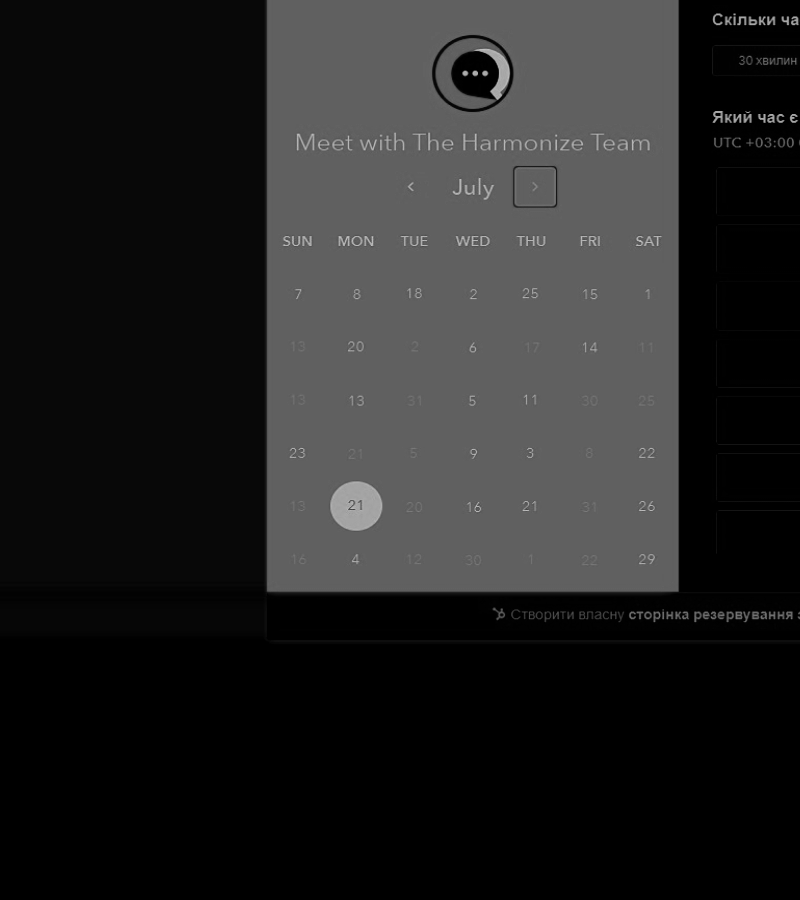 Скільки ча
30 хвилин
Який час є
UTC +03:00
Meet with The Harmonize Team
July
SUN MON TUE WED THU FRI SAT
7 8 18 2 25 15 1
13 20 2 6 17 14 11
13 13 31 5 11 30 25
23 21 5 9 3 8 22
13 21 20 16 21 31 26
16 4 12 30 1 22 29
Створити власну сторінка резервування